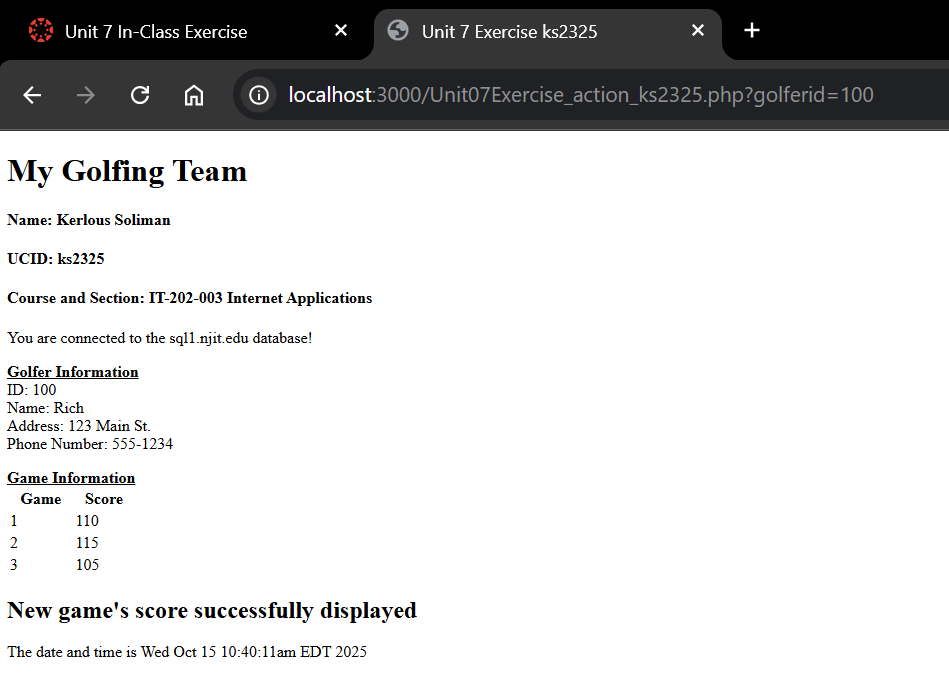 Unit 7 In-Class Exercise
Unit 7 Exercise ks2325
localhost:3000/Unit07Exercise_action_ks2325.php?golferid=100
My Golfing Team
Name: Kerlous Soliman
UCID: ks2325
Course and Section: IT-202-003 Internet Applications
You are connected to the sql1.njit.edu database!
Golfer Information
ID: 100
Name: Rich
Address: 123 Main St.
Phone Number: 555-1234
Game Information
Game Score
1 110
2 115
3 105
New game's score successfully displayed
The date and time is Wed Oct 15 10:40:11am EDT 2025